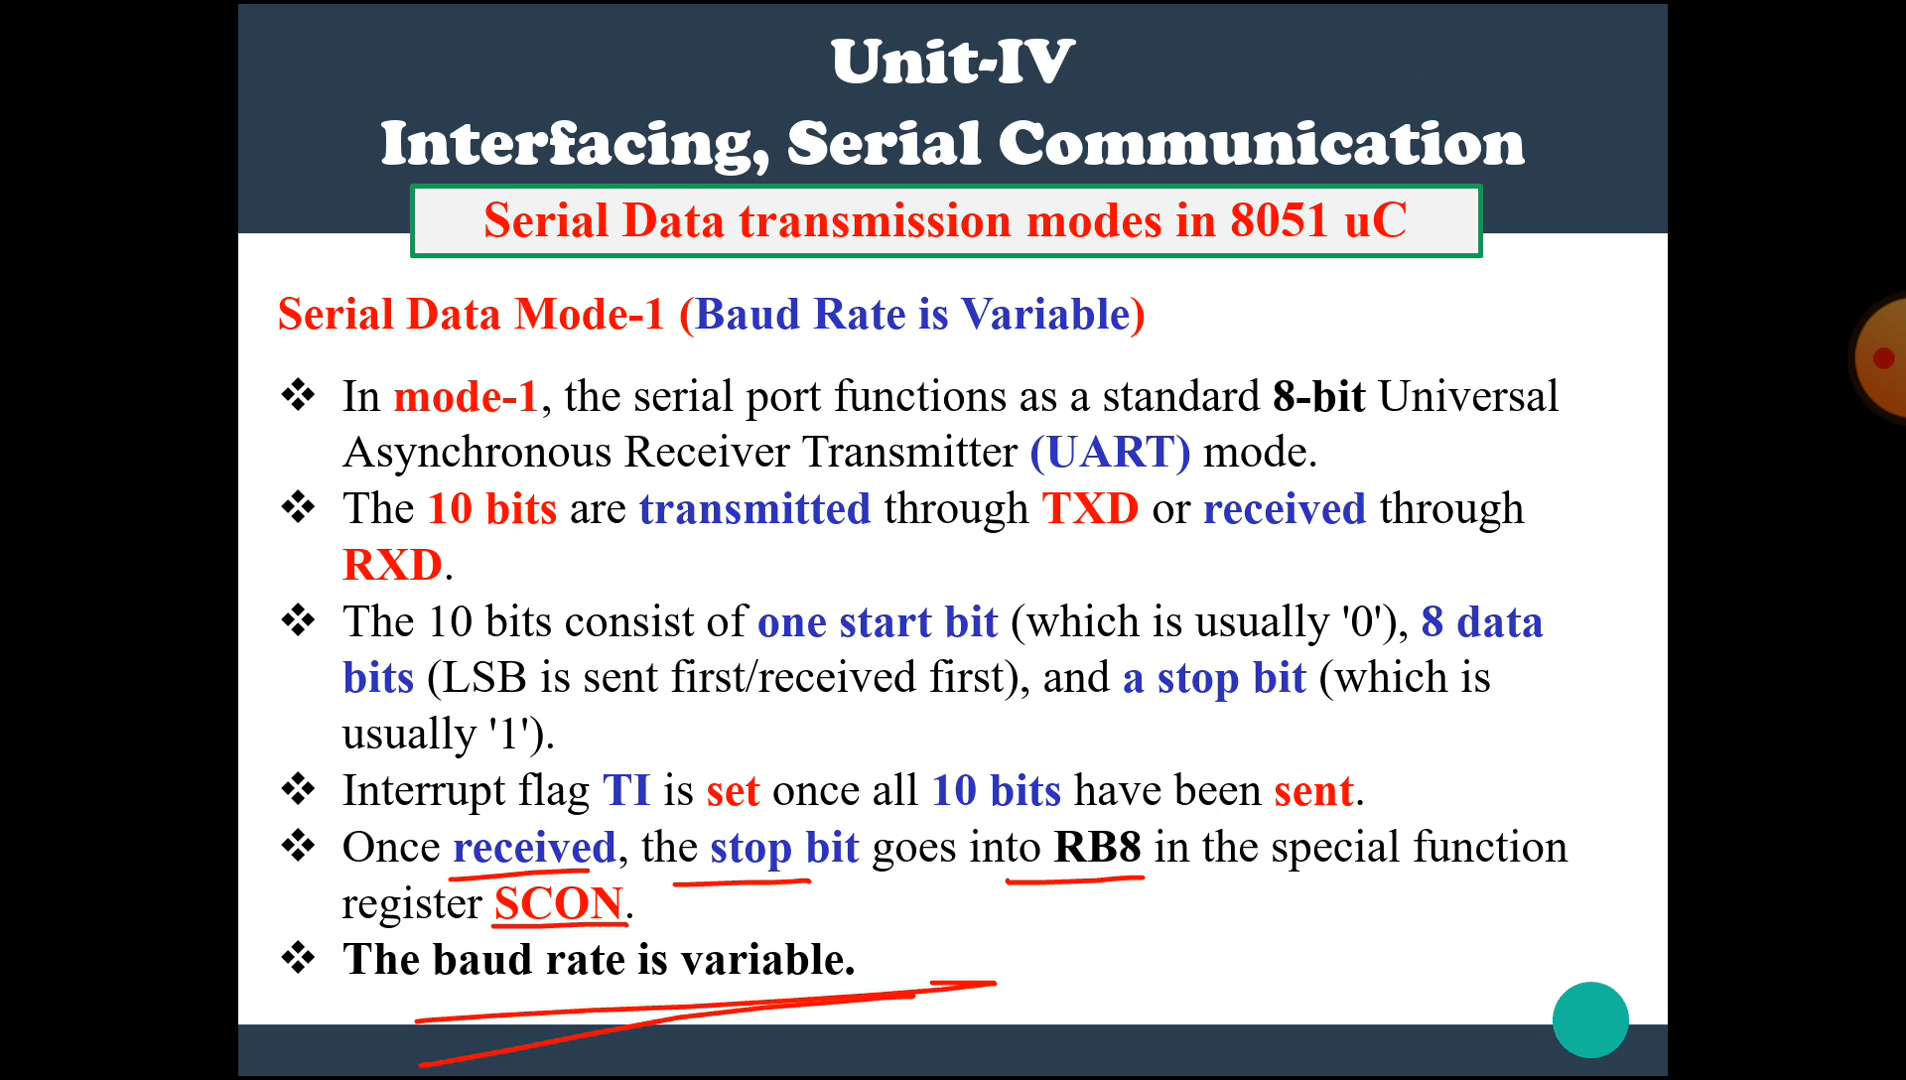 Unit-IV
Interfacing, Serial Communication
Serial Data transmission modes in 8051 uC
Serial Data Mode-1 (Baud Rate is Variable)
❖ In mode-1, the serial port functions as a standard 8-bit Universal
Asynchronous Receiver Transmitter (UART) mode.
❖ The 10 bits are transmitted through TXD or received through
RXD.
❖ The 10 bits consist of one start bit (which is usually '0'), 8 data
bits (LSB is sent first/received first), and a stop bit (which is
usually '1').
❖ Interrupt flag TI is set once all 10 bits have been sent.
❖ Once received, the stop bit goes into RB8 in the special function
register SCON.
❖ The baud rate is variable.